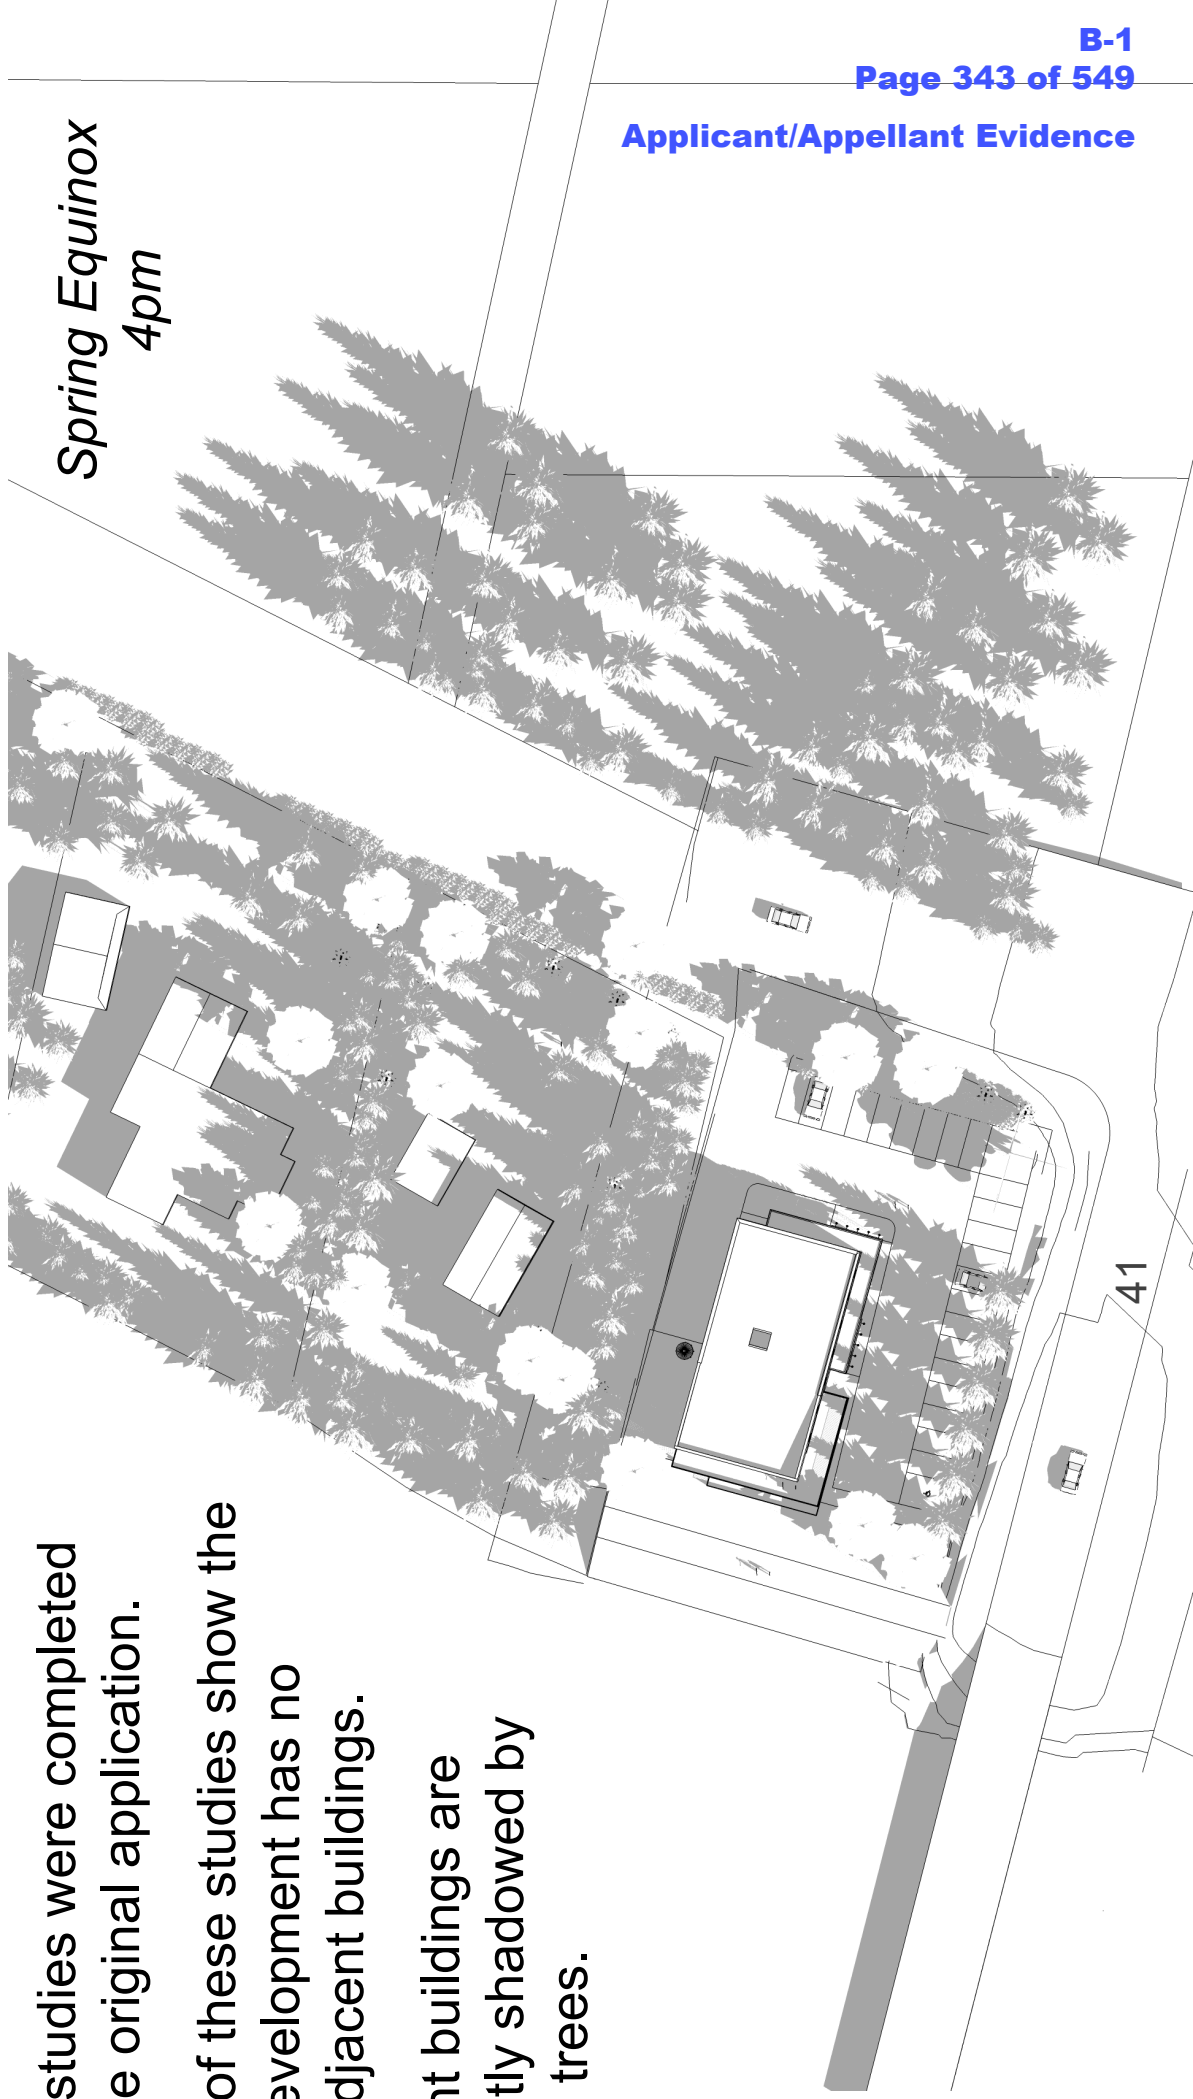 B-1
Page 343 of 549
Applicant/Appellant Evidence
Spring Equinox
4pm
studies were completed
e original application.
of these studies show the
evelopment has no
djacent buildings.
nt buildings are
tly shadowed by
trees.
41